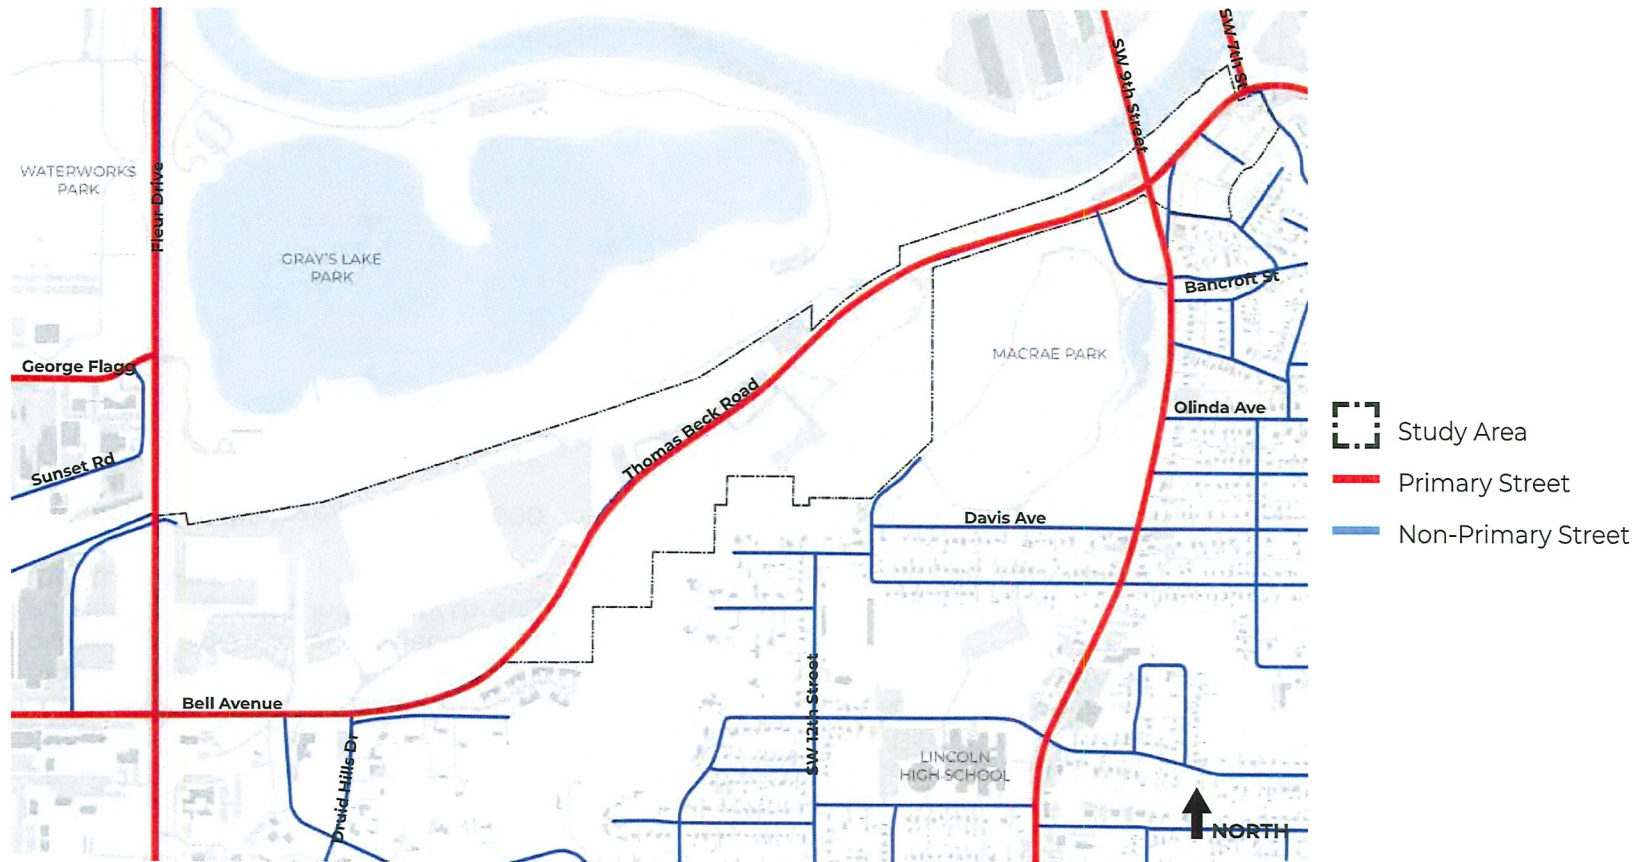 SW 7th St
SW 9th Street
WATERWORKS
PARK
Fleur Drive
GRAY'S LAKE
PARK
Bancroft St
MACRAE PARK
George Flagg
Thomas Beck Road
Olinda Ave
Study Area
Sunset Rd
Primary Street
Davis Ave
Non-Primary Street
Bell Avenue
SW 12th Street
Druid Hills Dr
LINCOLN
HIGH SCHOOL
NORTH